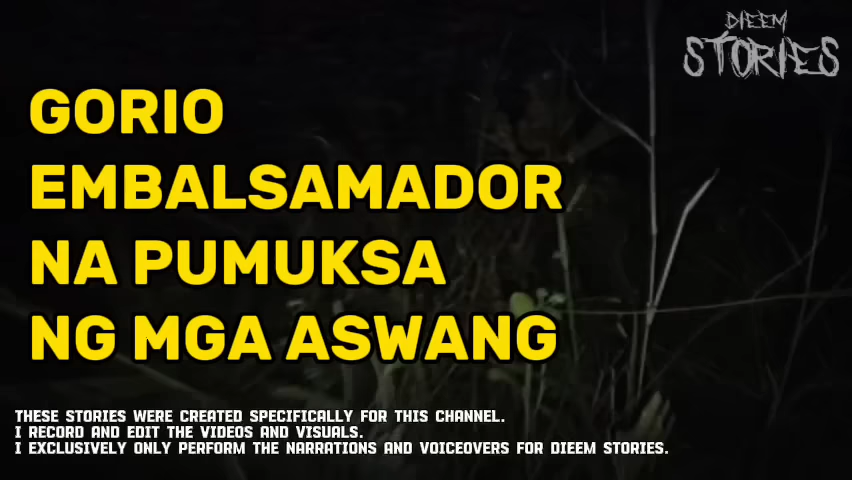 DIEEM
STORIES
GORIO
EMBALSAMADOR
NA PUMUKSA
NG MGA ASWANG
THESE STORIES WERE CREATED SPECIFICALLY FOR THIS CHANNEL.
I RECORD AND EDIT THE VIDEOS AND VISUALS.
I EXCLUSIVELY ONLY PERFORM THE NARRATIONS AND VOICEOVERS FOR DIEEM STORIES.